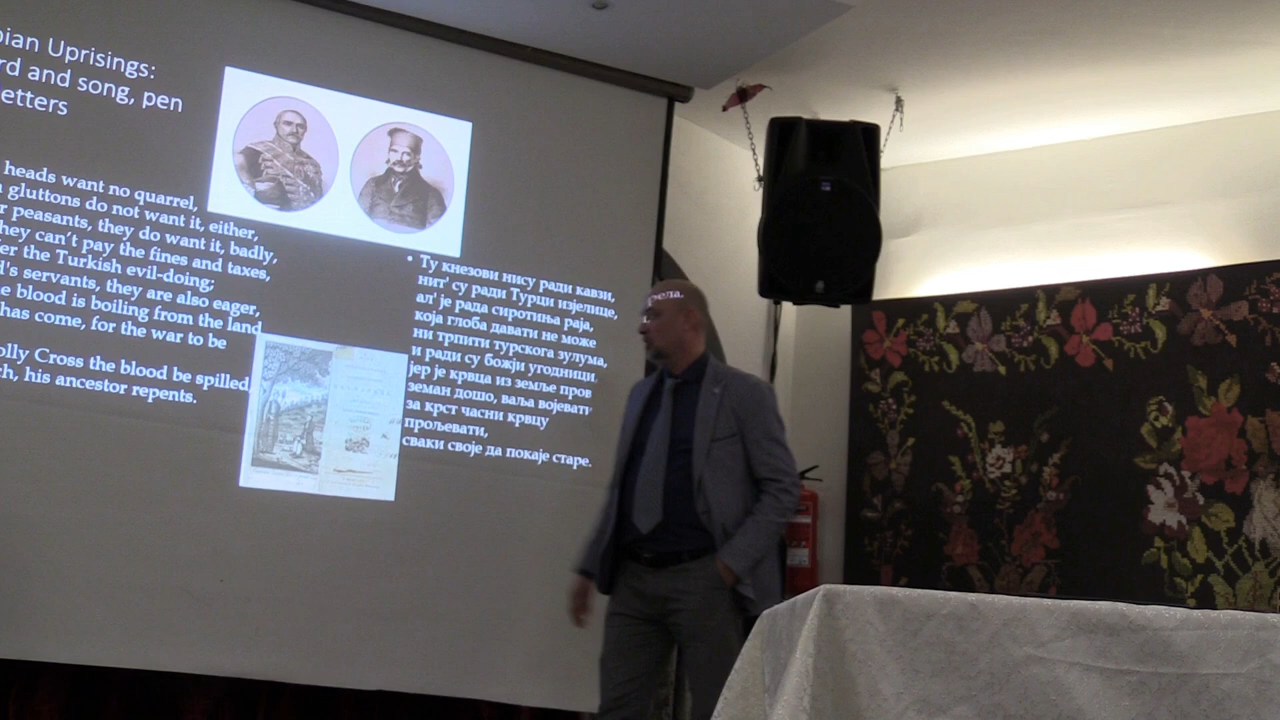 bian Uprisings:
rd and song, pen
etters
heads want no quarrel,
gluttons do not want it, either,
r peasants, they do want it, badly,
hey can't pay the fines and taxes,
er the Turkish evil-doing;
d's servants, they are also eager,
e blood is boiling from the land
has come, for the war to be
olly Cross the blood be spilled
h, his ancestor repents.
• Ту кнезови нису ради кавзи,
нит' су ради Турци изјелице,
ал' је рада сиротиња раја,
која глоба давати не може
ни трпити турскога зулума,
и ради су божји угодници
јер је крвца из земље пров
рела.
земан дошо, ваља војеват
за крст часни крвцу
прољевати,
сваки своје да покаје старе.